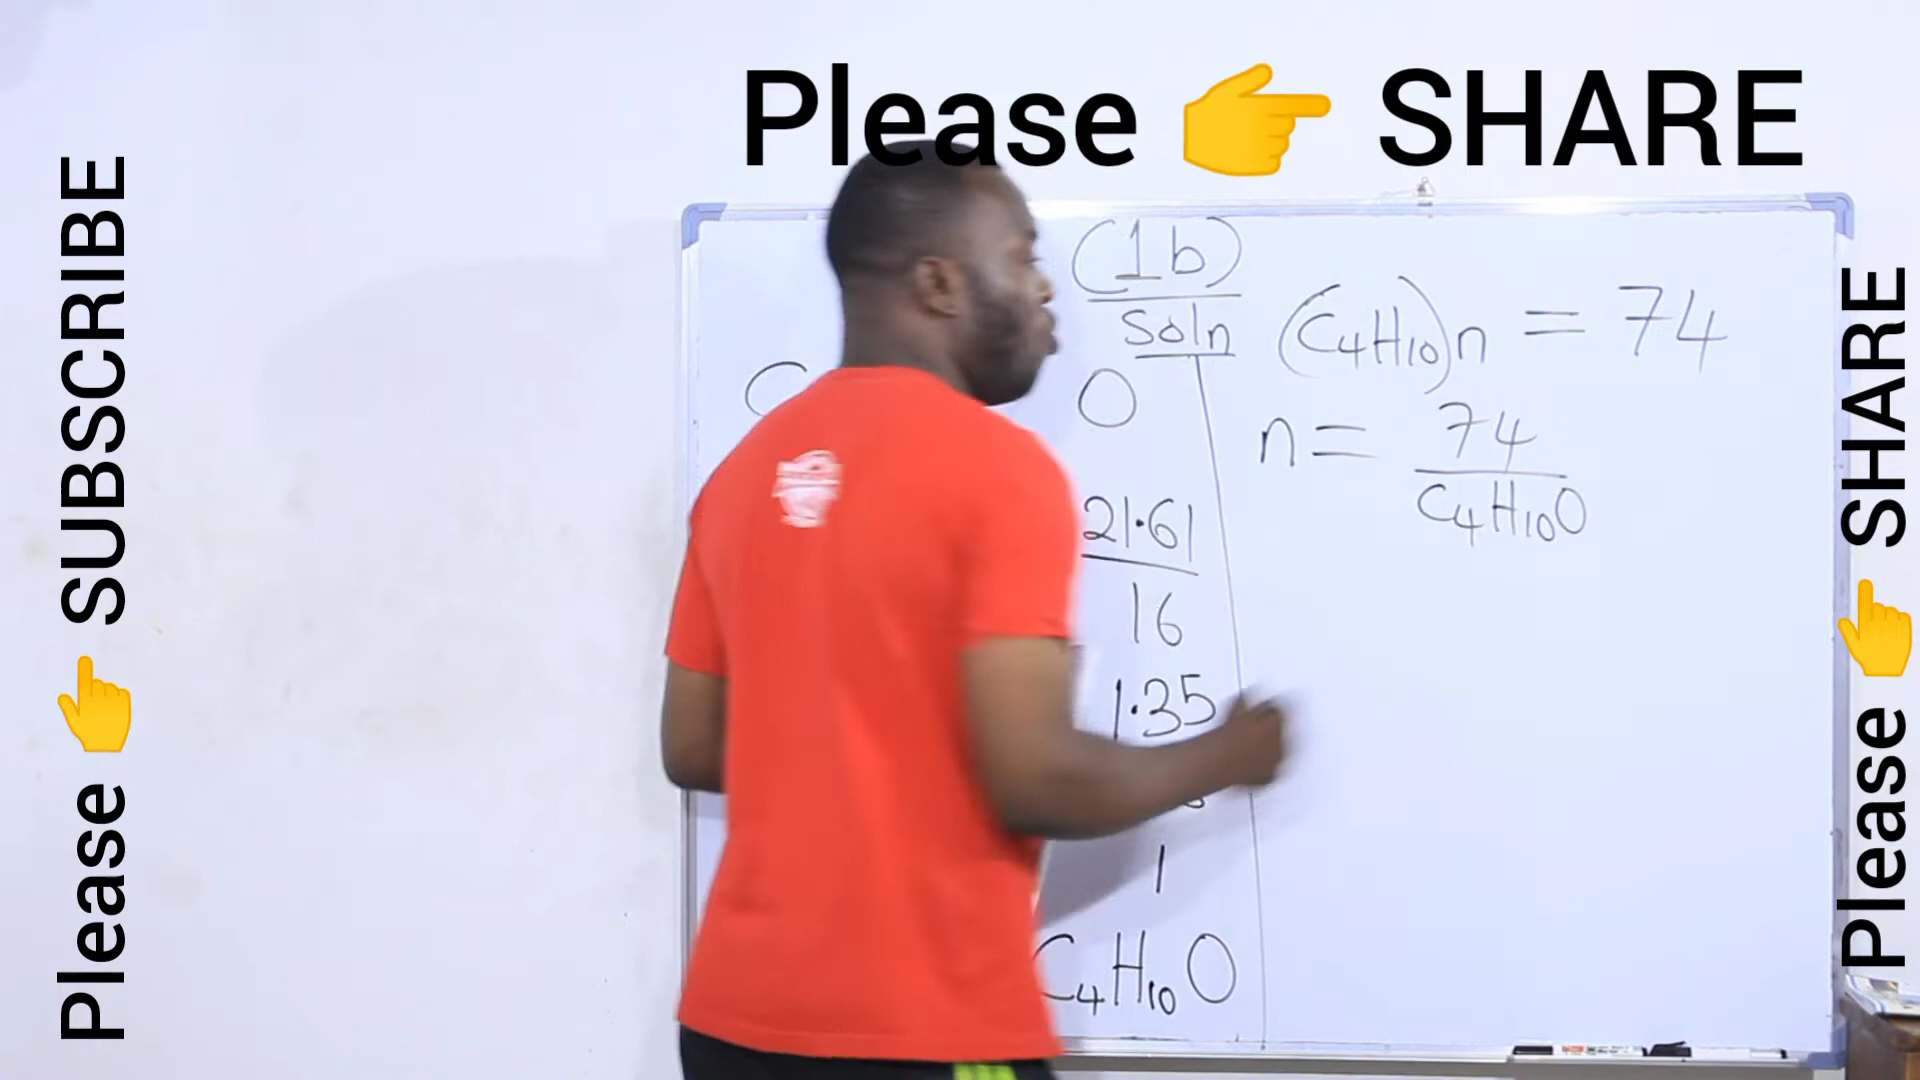 Please 👉 SHARE
Please 👉 SUBSCRIBE
Please 👉 SHARE
(1b)
Soln
C
O
21.61
16
1.35
1
C4H10O
(C4H10)n = 74
n = 74
C4H10O